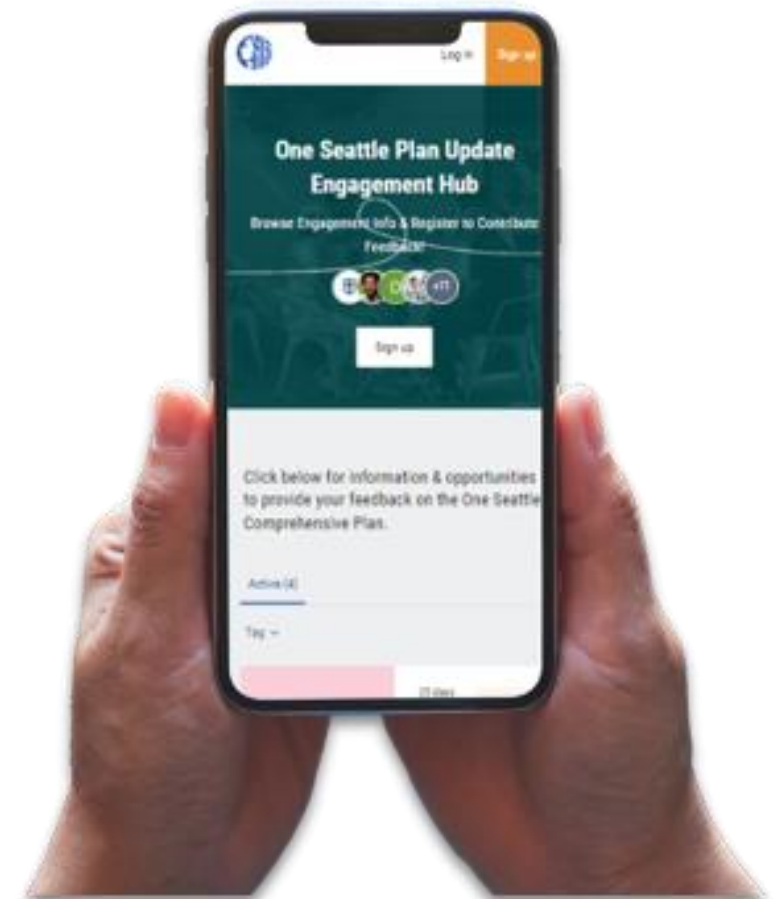 Log in
Sign up
One Seattle Plan Update
Engagement Hub
Browse Engagement Info & Register to Contribute
Feedback!
+11
Sign up
Click below for information & opportunities
to provide your feedback on the One Seattle
Comprehensive Plan.
Active (4)
Tag
days